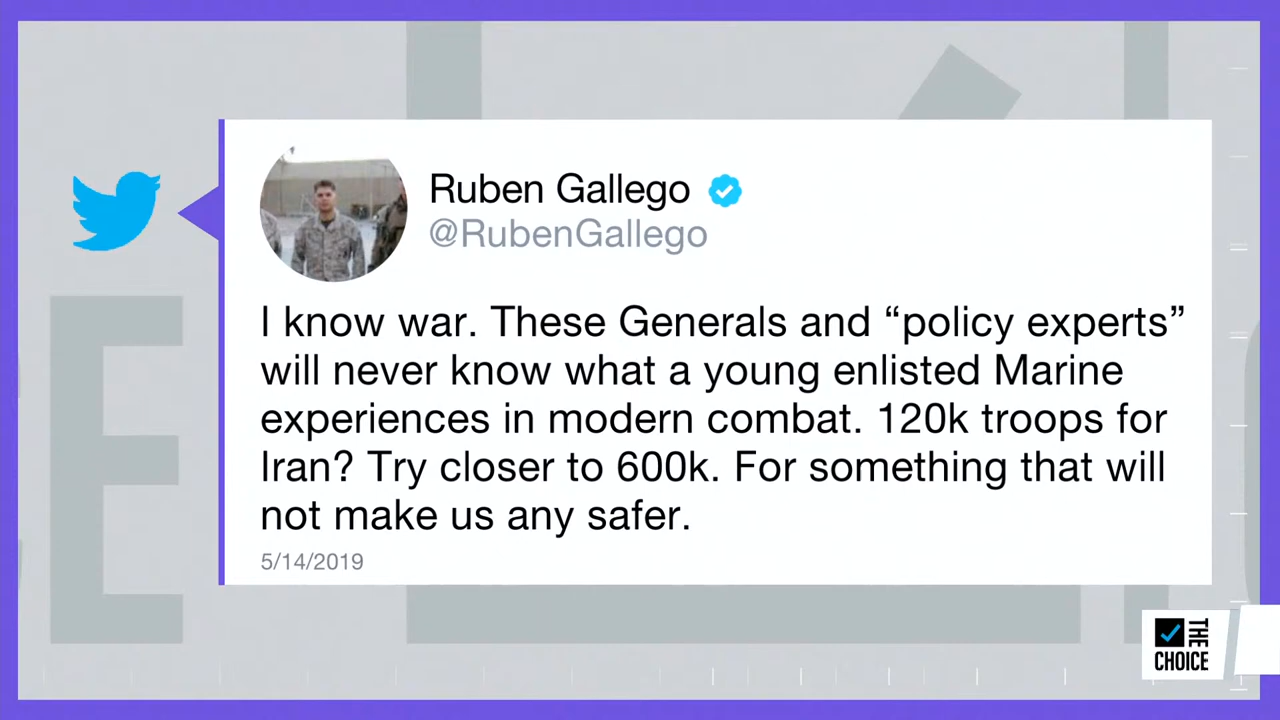 Ruben Gallego
@RubenGallego
I know war. These Generals and “policy experts”
will never know what a young enlisted Marine
experiences in modern combat. 120k troops for
Iran? Try closer to 600k. For something that will
not make us any safer.
5/14/2019
THE
CHOICE